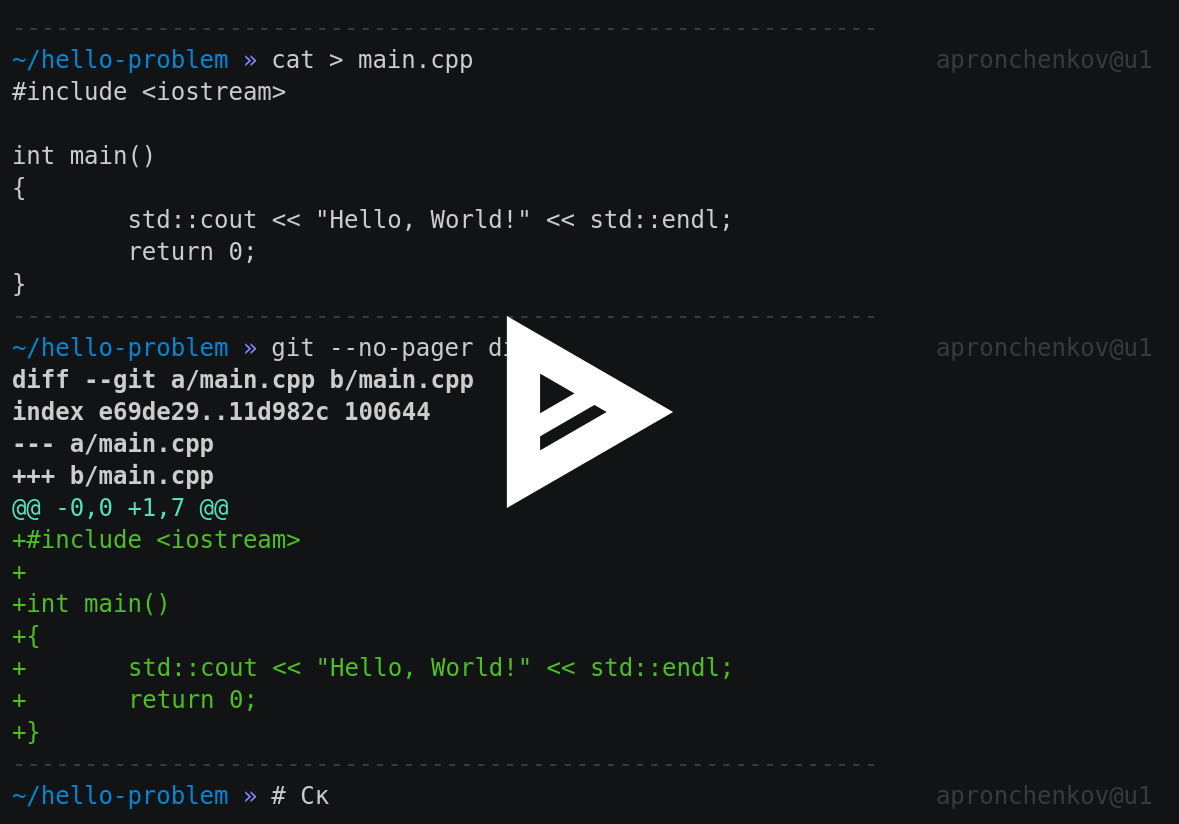 ~/hello-problem » cat > main.cpp apronchenkov@u1
#include <iostream>
int main()
{
std::cout << "Hello, World!" << std::endl;
return 0;
}
~/hello-problem » git --no-pager apronchenkov@u1
diff --git a/main.cpp b/main.cpp
index e69de29..11d982c 100644
--- a/main.cpp
+++ b/main.cpp
@@ -0,0 +1,7 @@
+#include <iostream>
+
+int main()
+{
+ std::cout << "Hello, World!" << std::endl;
+ return 0;
+}
~/hello-problem » # Ск apronchenkov@u1